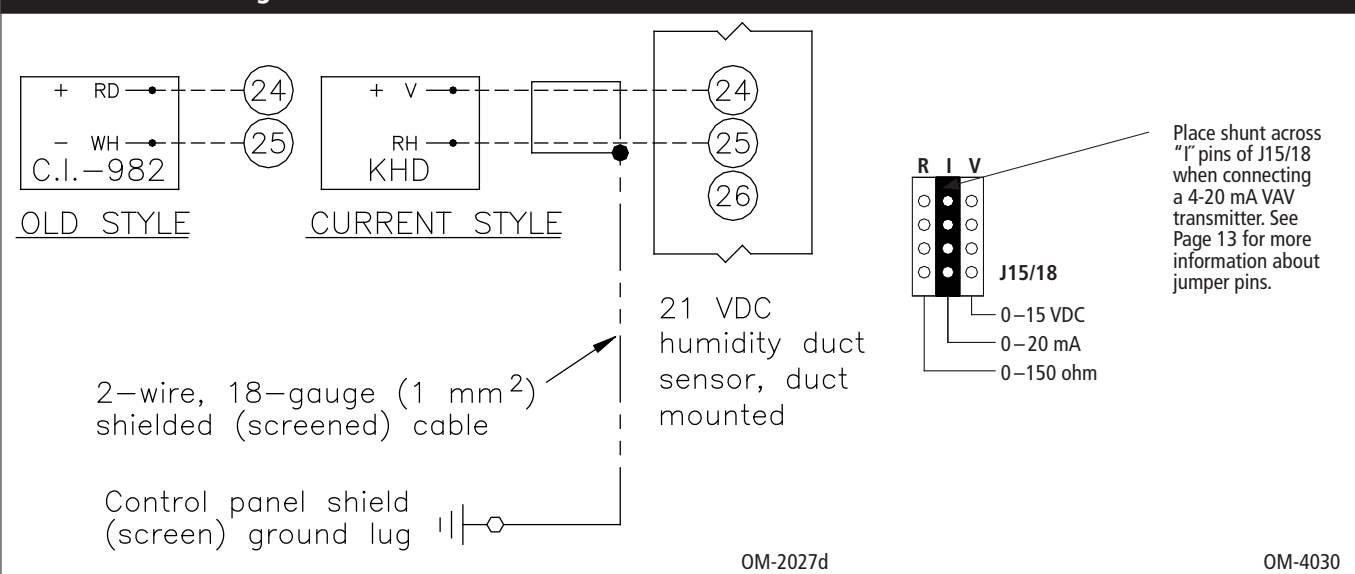 + RD
24
- WH
25
C.I.-982
OLD STYLE
+ V
RH
KHD
CURRENT STYLE
24
25
26
21 VDC
humidity duct
sensor, duct
mounted
2-wire, 18-gauge (1 mm2)
shielded (screened) cable
Control panel shield
(screen) ground lug
OM-2027d
R I V
J15/18
0–15 VDC
0–20 mA
0–150 ohm
Place shunt across
"I" pins of J15/18
when connecting
a 4-20 mA VAV
transmitter. See
Page 13 for more
information about
jumper pins.
OM-4030